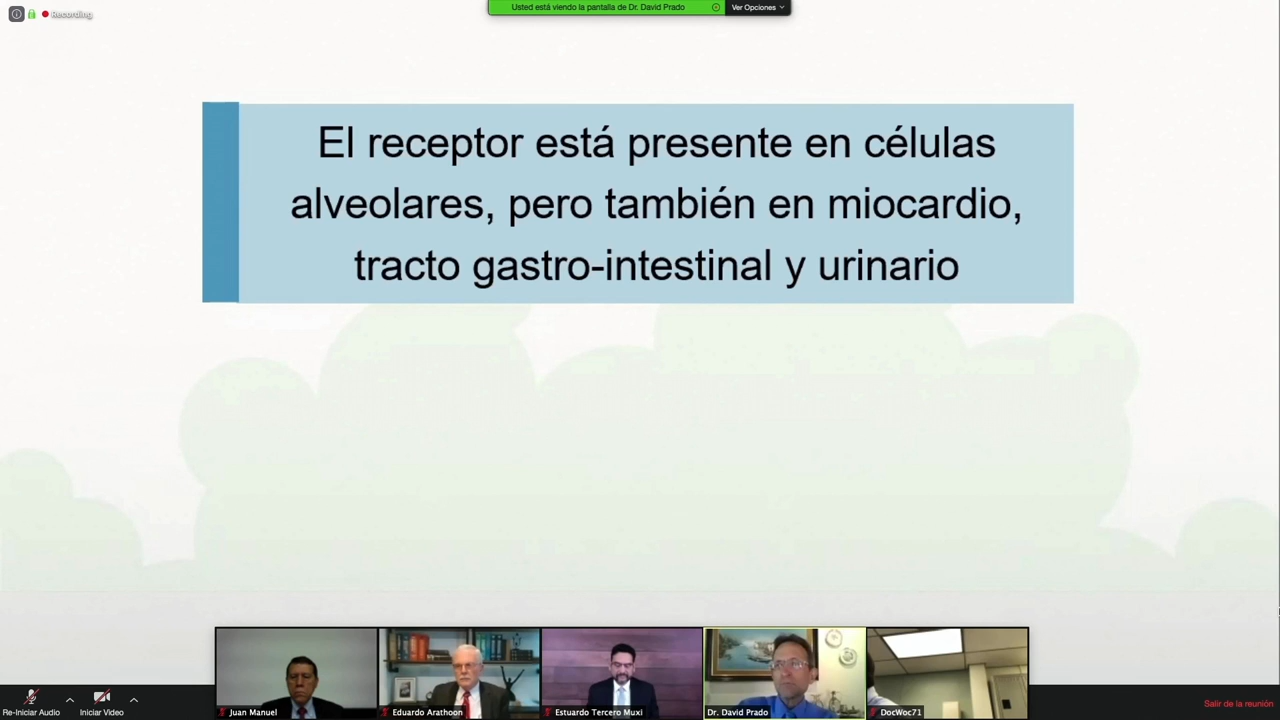 Recording
Usted está viendo la pantalla de Dr. David Prado
Ver Opciones
El receptor está presente en células
alveolares, pero también en miocardio,
tracto gastro-intestinal y urinario
Juan Manuel
Eduardo Arathoon
Estuardo Tercero Muxi
Dr. David Prado
DocWoc71
Re-Iniciar Audio
Iniciar Video
Salir de la reunión